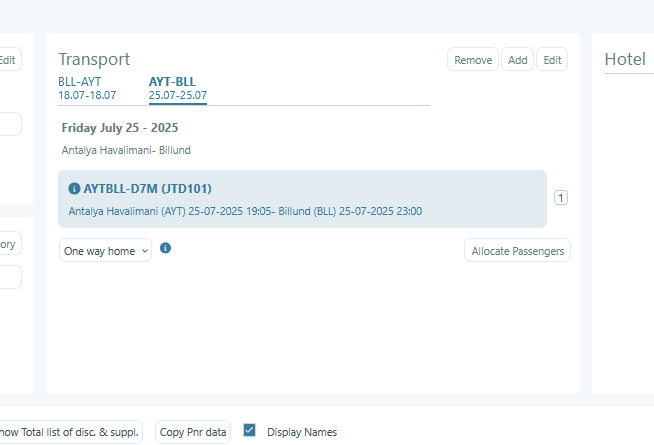 Edit
Transport
Remove
Add
Edit
Hotel
BLL-AYT
AYT-BLL
18.07-18.07
25.07-25.07
Friday July 25 - 2025
Antalya Havalimani- Billund
AYTBLL-D7M (JTD101)
Antalya Havalimani (AYT) 25-07-2025 19:05- Billund (BLL) 25-07-2025 23:00
1
One way home
Allocate Passengers
ory
how Total list of disc. & suppl.
Copy Pnr data
Display Names